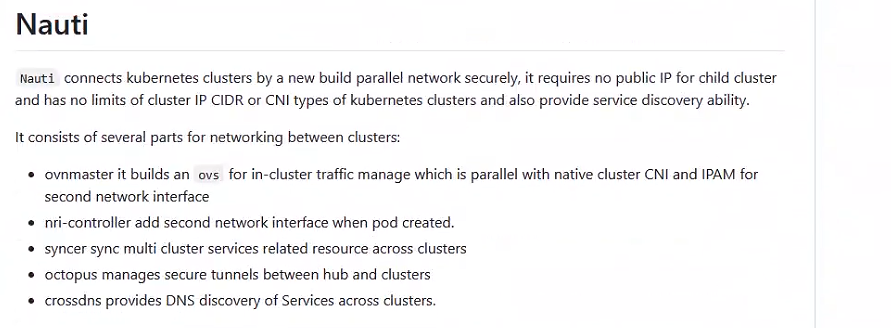 Nauti
Nauti connects kubernetes clusters by a new build parallel network securely, it requires no public IP for child cluster
and has no limits of cluster IP CIDR or CNI types of kubernetes clusters and also provide service discovery ability.
It consists of several parts for networking between clusters:
• ovnmaster it builds an ovs for in-cluster traffic manage which is parallel with native cluster CNI and IPAM for
second network interface
• nri-controller add second network interface when pod created.
• syncer sync multi cluster services related resource across clusters
• octopus manages secure tunnels between hub and clusters
• crossdns provides DNS discovery of Services across clusters.